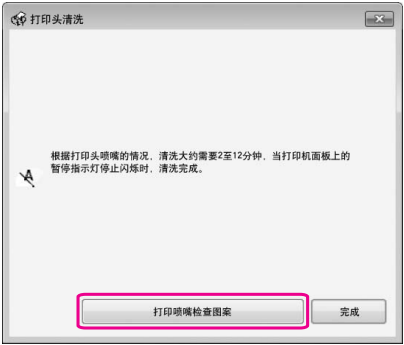 打印头清洗
根据打印头喷嘴的情况，清洗大约需要2至12分钟，当打印机面板上的
暂停指示灯停止闪烁时，清洗完成。
A
打印喷嘴检查图案
完成